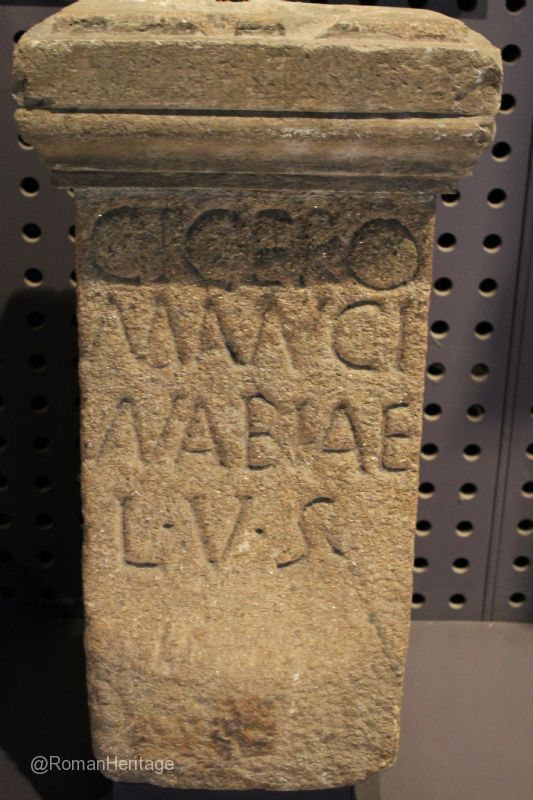 CICERO
MANCI
NABIAE
L·V·S
@RomanHeritage